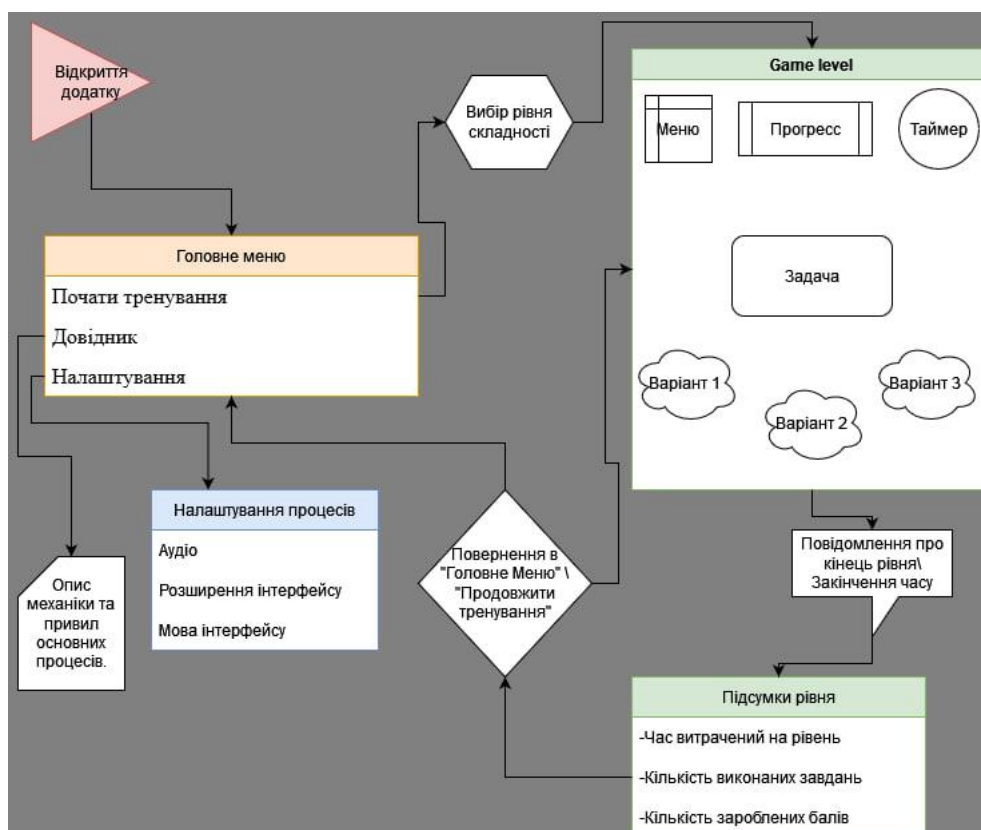 Відкриття
додатку
Вибір рівня
складності
Game level
Меню
Прогресс
Таймер
Головне меню
Почати тренування
Довідник
Налаштування
Задача
Варіант 1
Варіант 2
Варіант 3
Налаштування процесів
Аудіо
Розширення інтерфейсу
Мова інтерфейсу
Опис
механіки та
привил
основних
процесів.
Повернення в
"Головне Меню" \
"Продовжити
тренування"
Повідомлення про
кінець рівня\
Закінчення часу
Підсумки рівня
-Час витрачений на рівень
-Кількість виконаних завдань
-Кількість зароблених балів